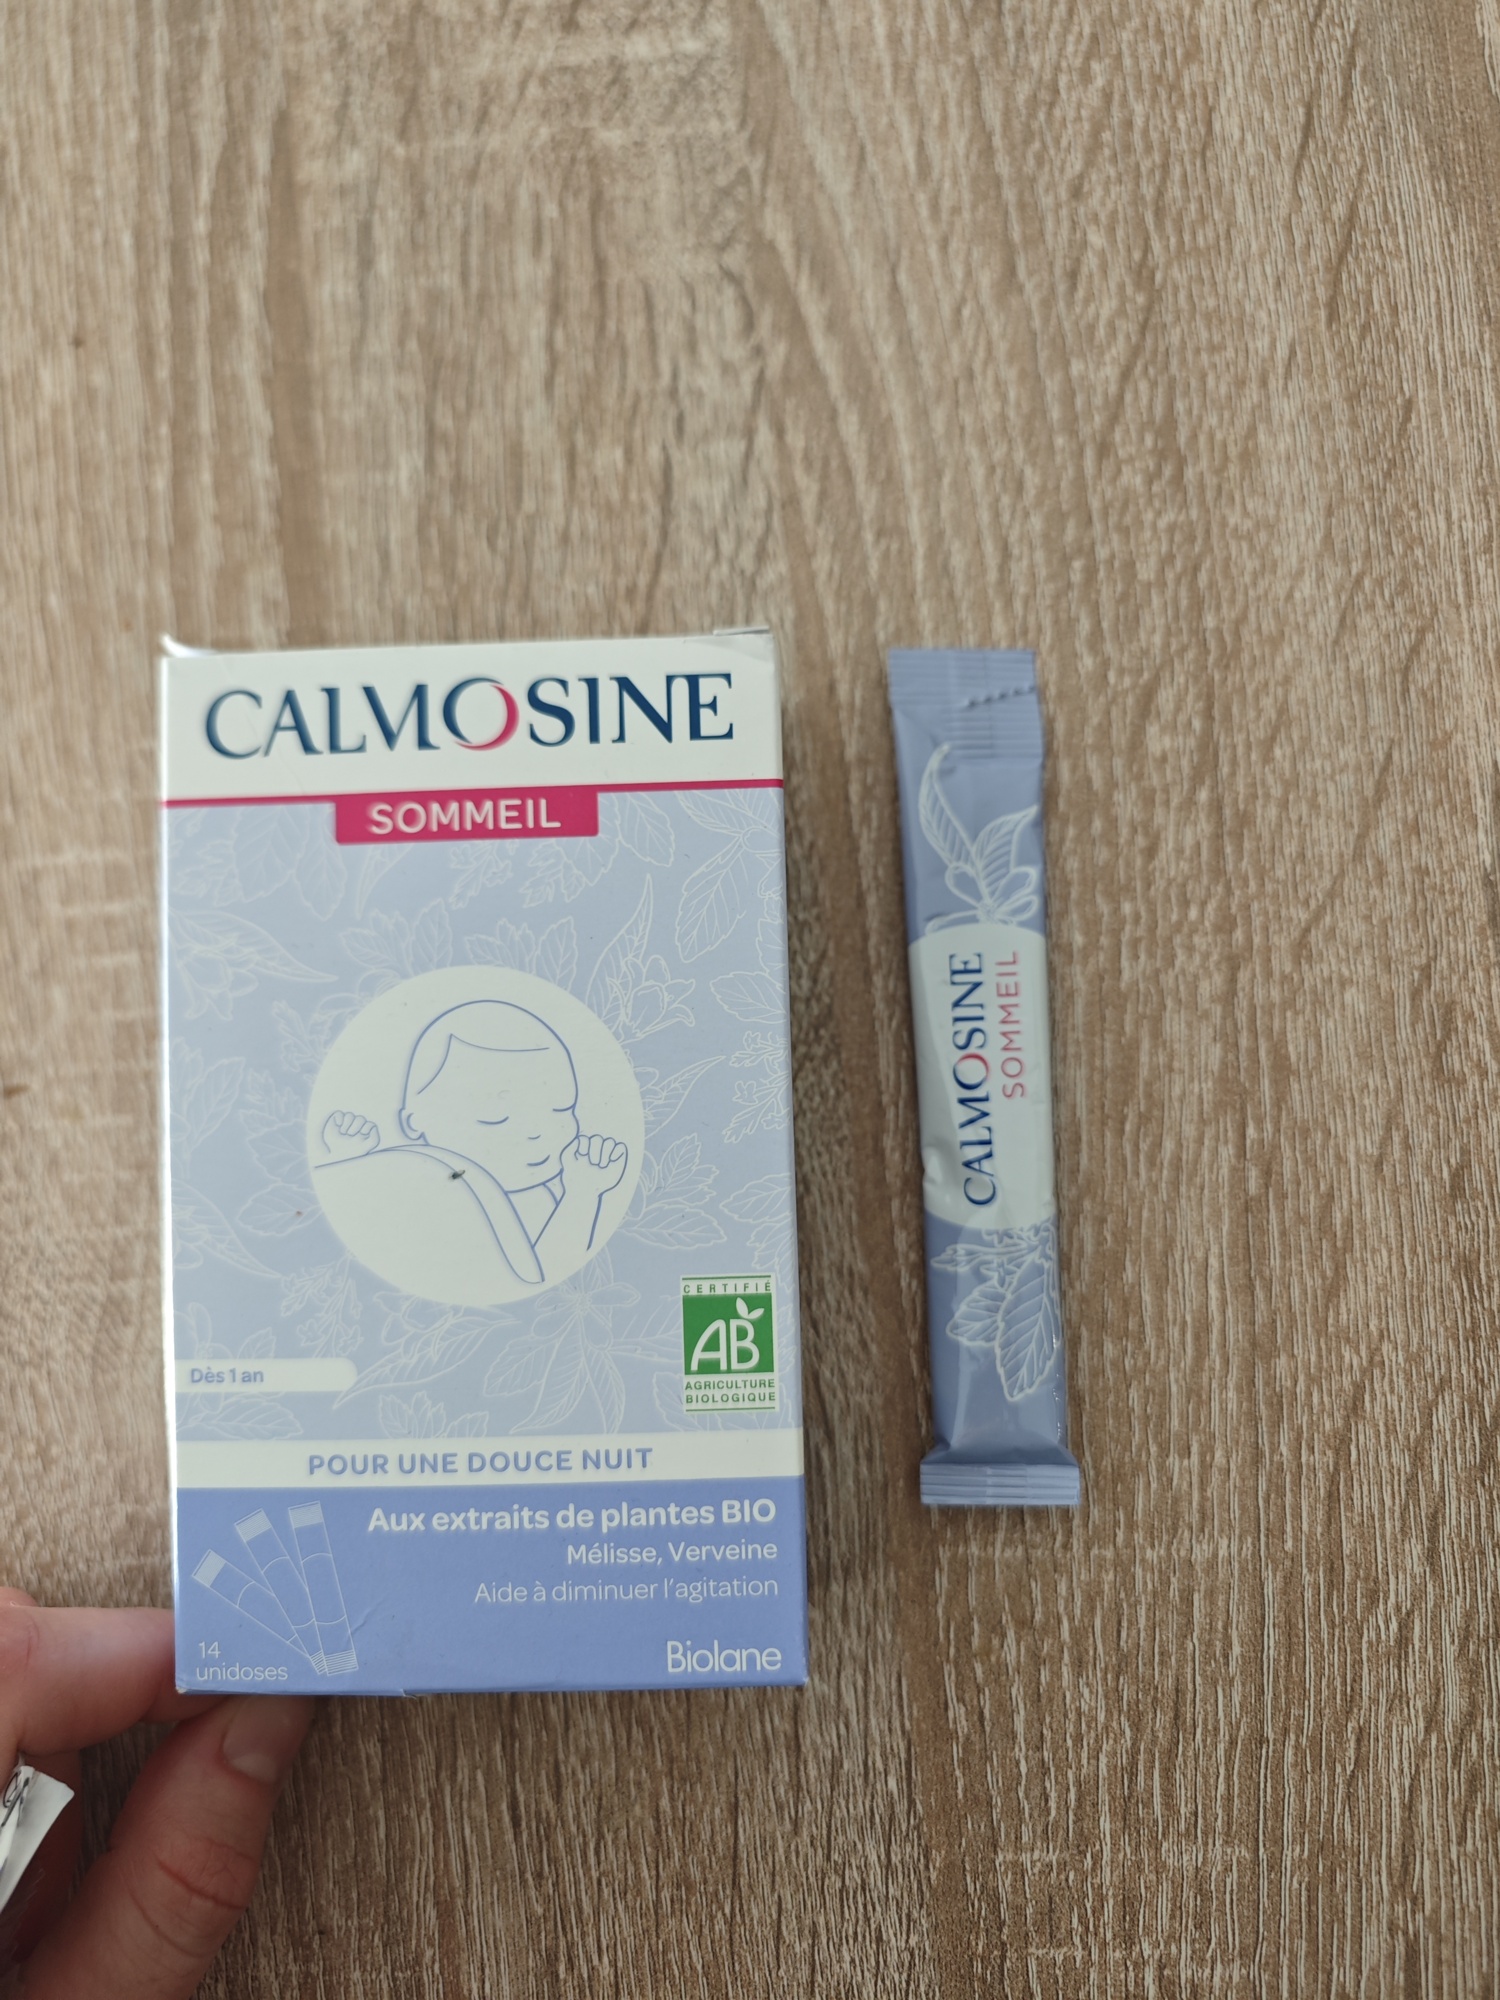 CALMOSINE
SOMMEIL
Dès 1 an
CERTIFIÉ
AB
AGRICULTURE
BIOLOGIQUE
POUR UNE DOUCE NUIT
Aux extraits de plantes BIO
Mélisse, Verveine
Aide à diminuer l'agitation
14
unidoses
Biolane
CALMOSINE
SOMMEIL